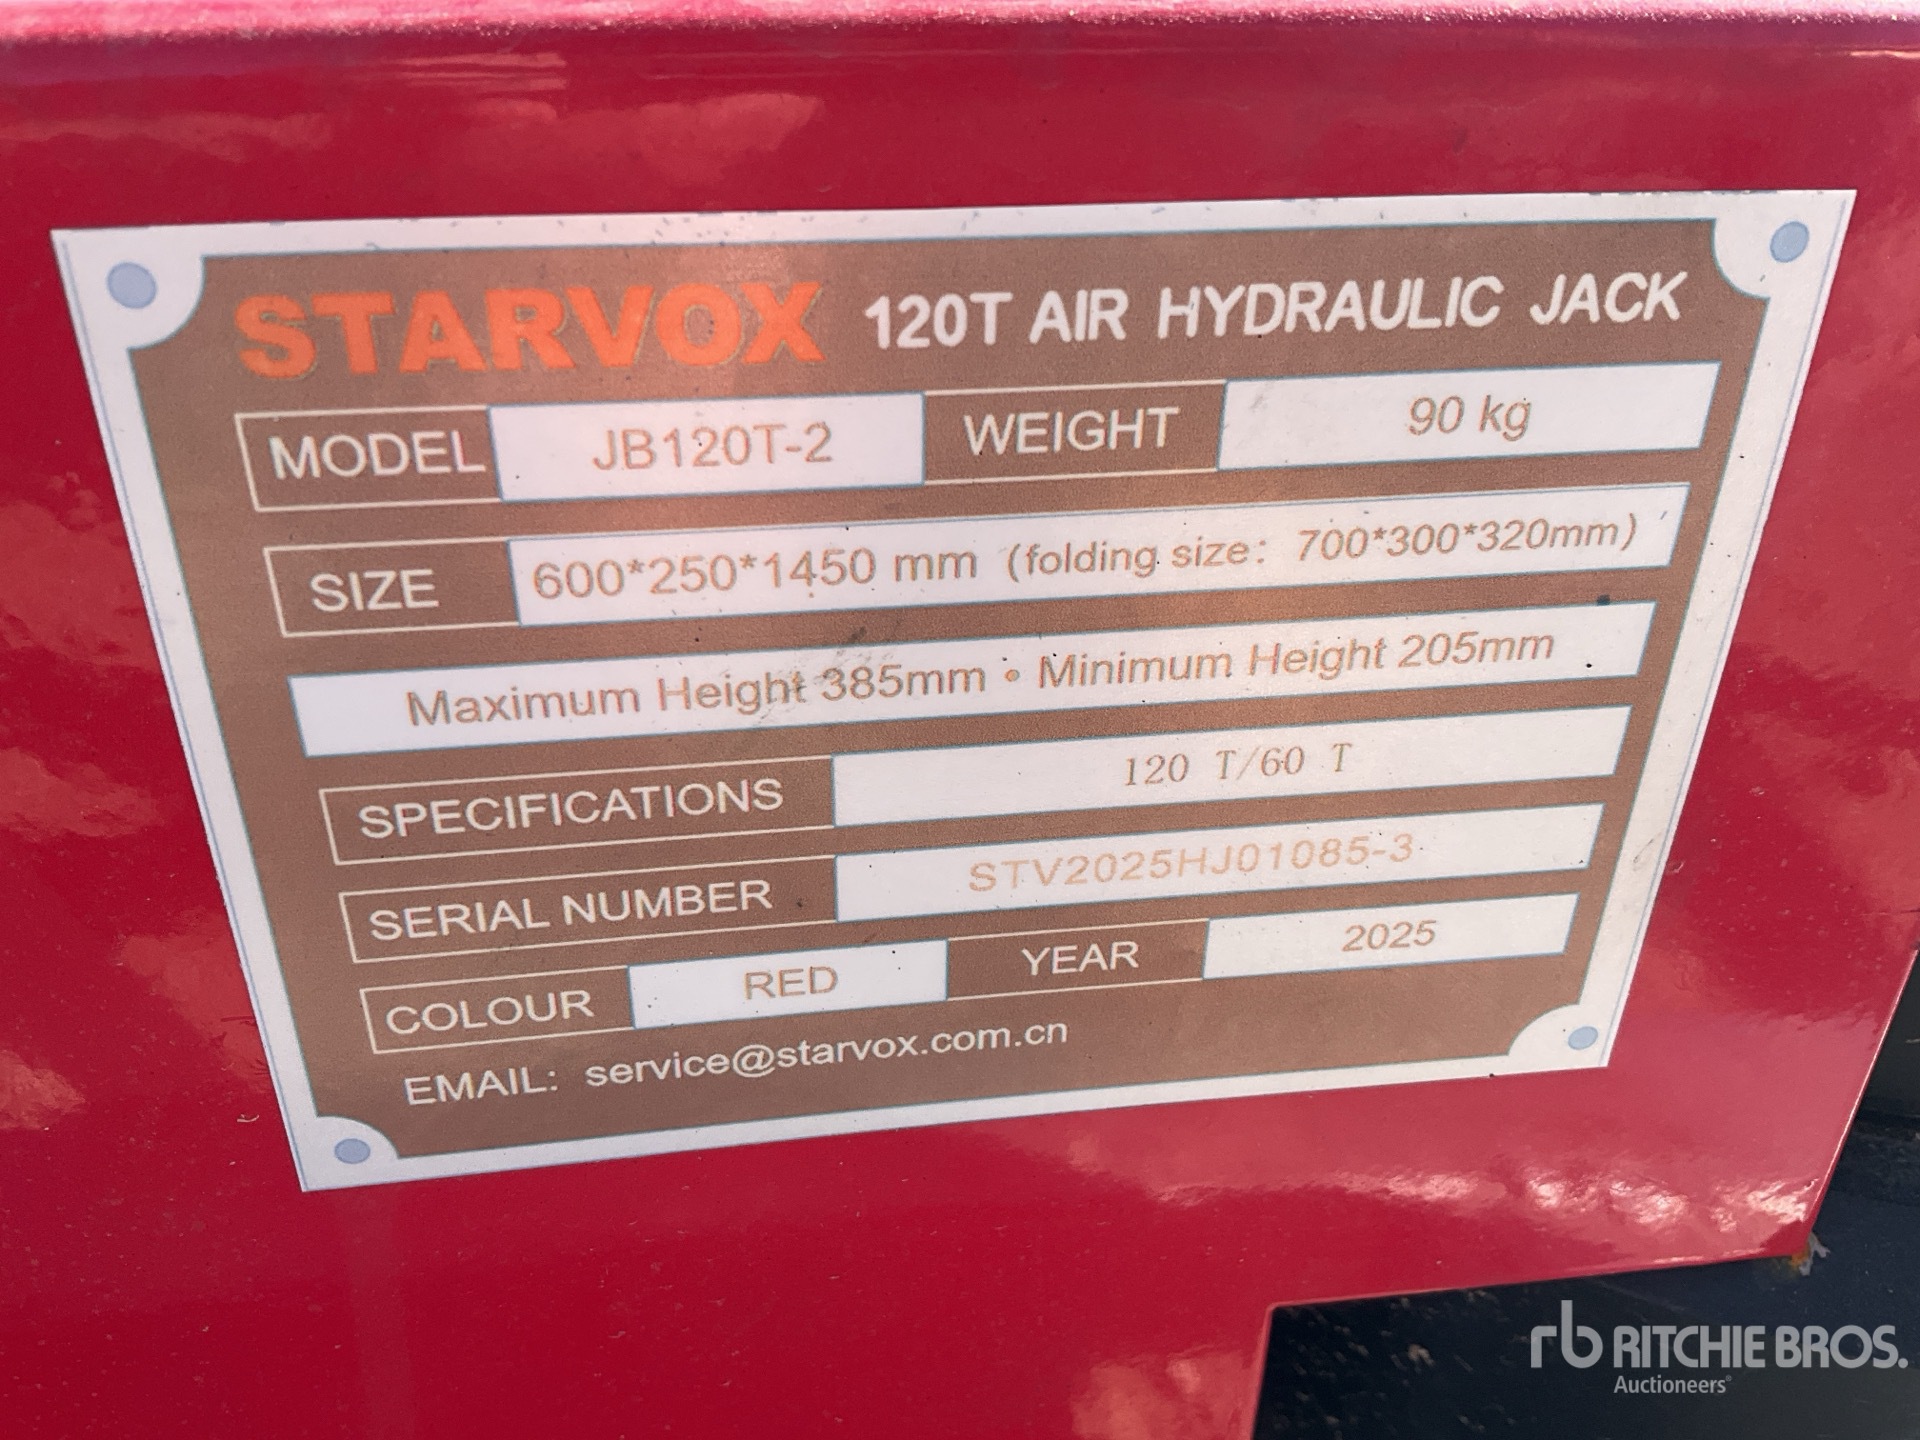 STARVOX 120T AIR HYDRAULIC JACK
MODEL JB120T-2 WEIGHT 90 kg
SIZE 600*250*1450 mm (folding size: 700*300*320mm)
Maximum Height 385mm • Minimum Height 205mm
SPECIFICATIONS 120 T/60 T
SERIAL NUMBER STV2025HJ01085-3
COLOUR RED YEAR 2025
EMAIL: service@starvox.com.cn
rb RITCHIE BROS.
Auctioneers®